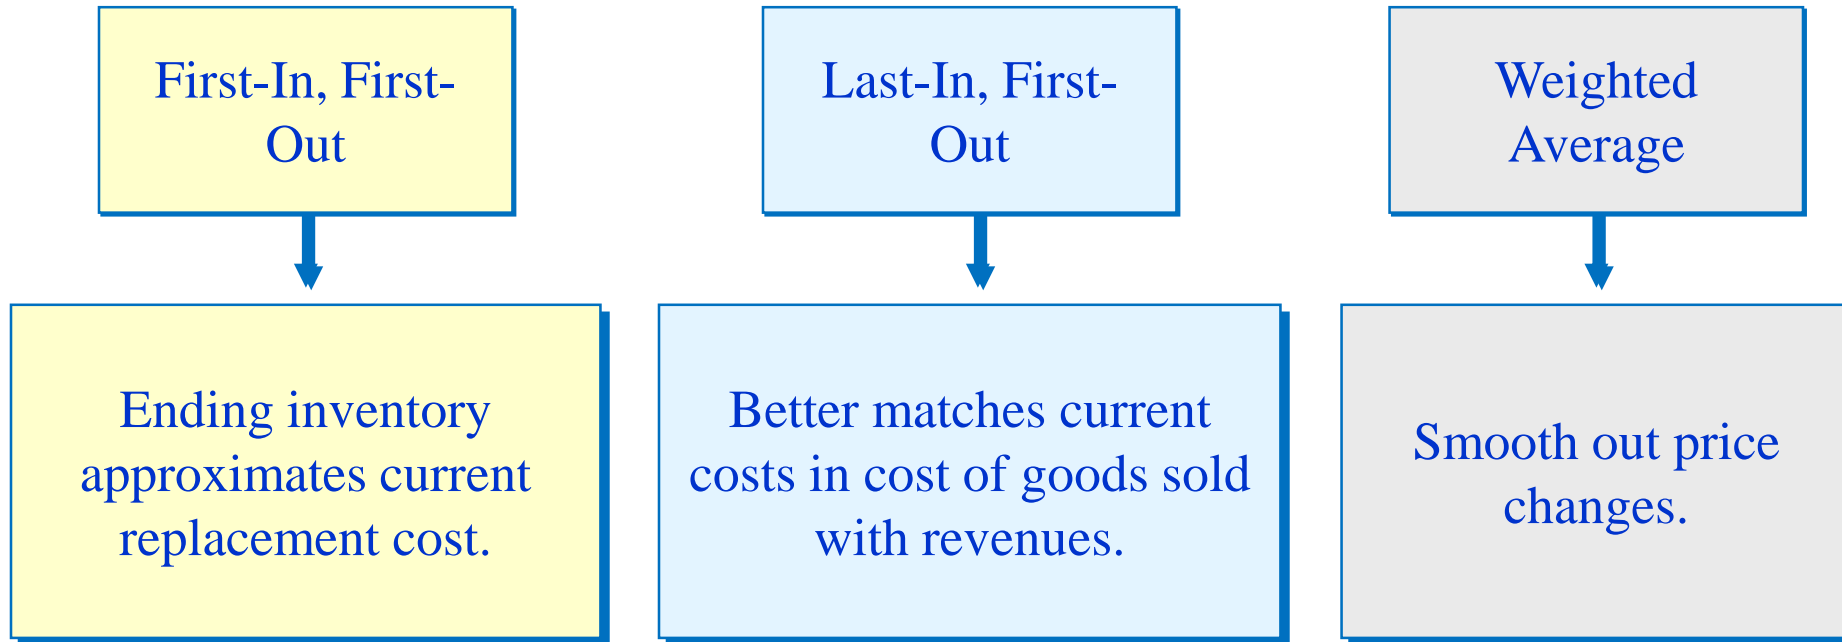 First-In, First-
Out
Last-In, First-
Out
Weighted
Average
Ending inventory
approximates current
replacement cost.
Better matches current
costs in cost of goods sold
with revenues.
Smooth out price
changes.